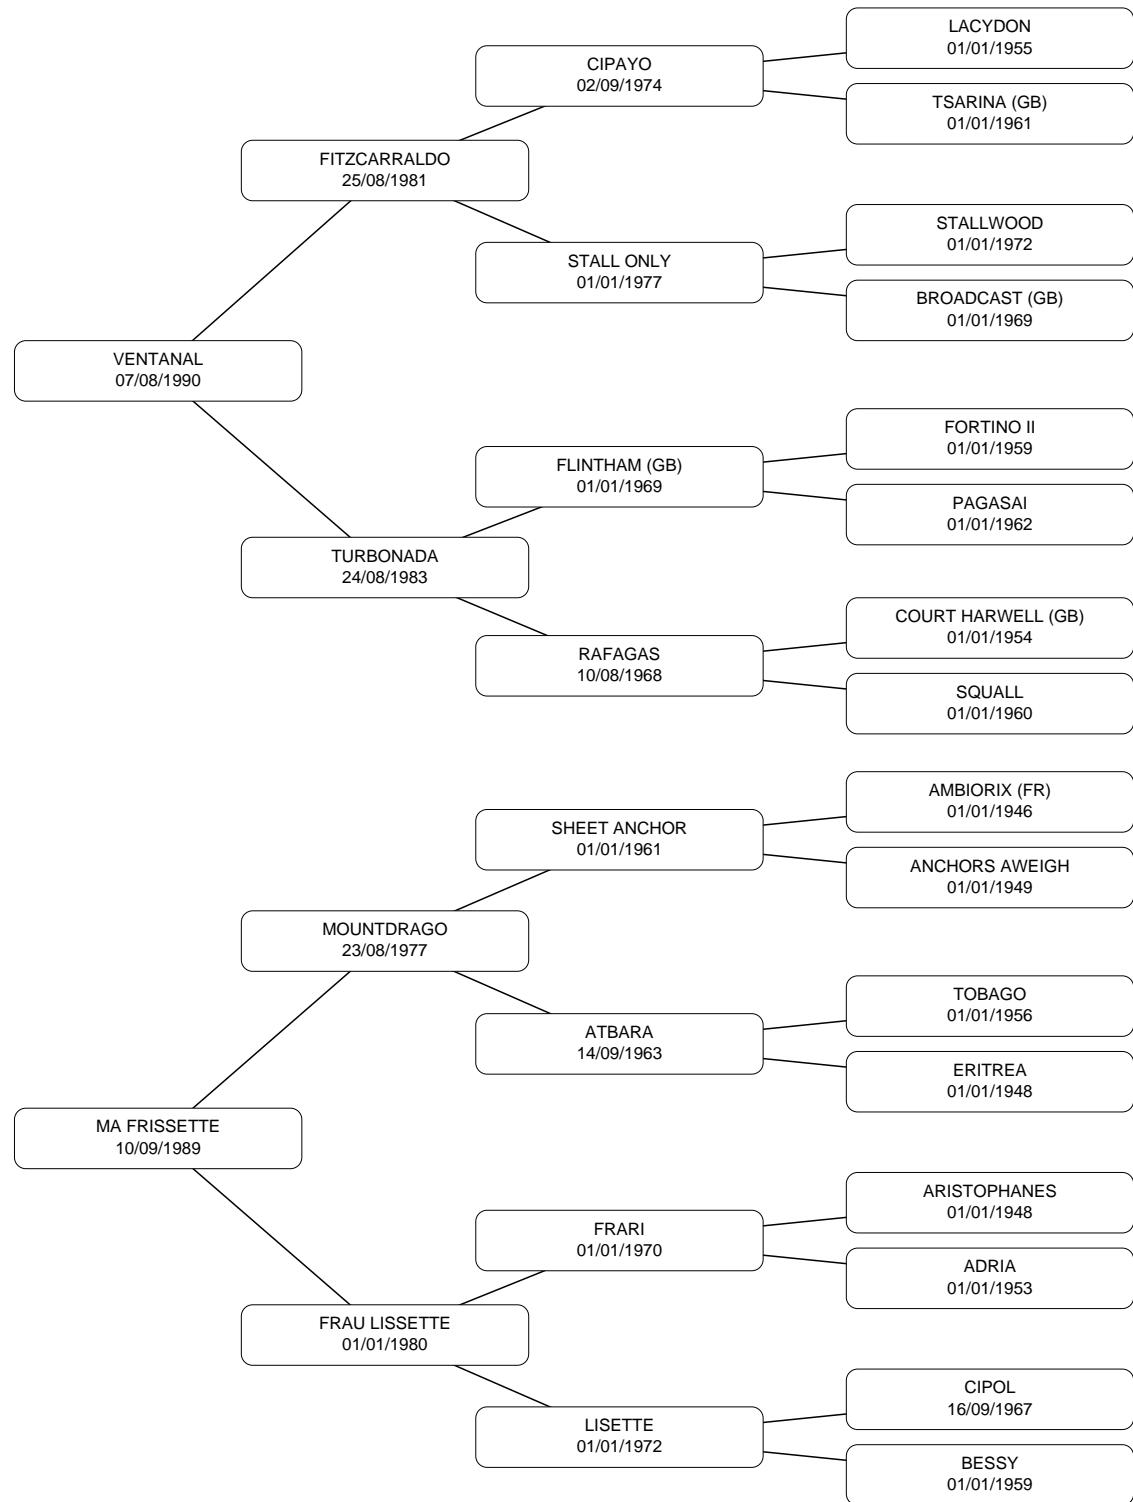 LACYDON
01/01/1955
CIPAYO
02/09/1974
TSARINA (GB)
01/01/1961
FITZCARRALDO
25/08/1981
STALLWOOD
01/01/1972
STALL ONLY
01/01/1977
BROADCAST (GB)
01/01/1969
VENTANAL
07/08/1990
FORTINO II
01/01/1959
FLINTHAM (GB)
01/01/1969
PAGASAI
01/01/1962
TURBONADA
24/08/1983
COURT HARWELL (GB)
01/01/1954
RAFAGAS
10/08/1968
SQUALL
01/01/1960
AMBIORIX (FR)
01/01/1946
SHEET ANCHOR
01/01/1961
ANCHORS AWEIGH
01/01/1949
MOUNTDRAGO
23/08/1977
TOBAGO
01/01/1956
ATBARA
14/09/1963
ERITREA
01/01/1948
MA FRISSETTE
10/09/1989
ARISTOPHANES
01/01/1948
FRARI
01/01/1970
ADRIA
01/01/1953
FRAU LISSETTE
01/01/1980
CIPOL
16/09/1967
LISETTE
01/01/1972
BESSY
01/01/1959